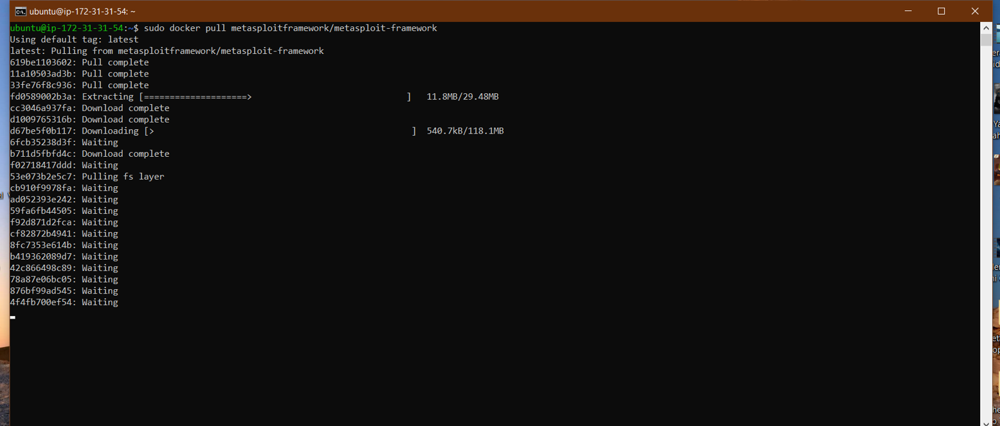 ubuntu@ip-172-31-31-54: ~
ubuntu@ip-172-31-31-54:~$ sudo docker pull metasploitframework/metasploit-framework
Using default tag: latest
latest: Pulling from metasploitframework/metasploit-framework
619be1103602: Pull complete
11a10503ad3b: Pull complete
33fe76f8c936: Pull complete
fd0589002b3a: Extracting [====================>                              ]   11.8MB/29.48MB
cc3046a937fa: Download complete
d1009765316b: Download complete
d67be5f0b117: Downloading [>                                                  ]  540.7kB/118.1MB
6fcb35238d3f: Waiting
b711d5fbfd4c: Download complete
f02718417ddd: Waiting
53e073b2e5c7: Pulling fs layer
cb910f9978fa: Waiting
ad052393e242: Waiting
59fa6fb44505: Waiting
f92d871d2fca: Waiting
cf82872b4941: Waiting
8fc7353e614b: Waiting
b419362089d7: Waiting
42c866498c89: Waiting
78a87e06bc05: Waiting
876bf99ad545: Waiting
4f4fb700ef54: Waiting